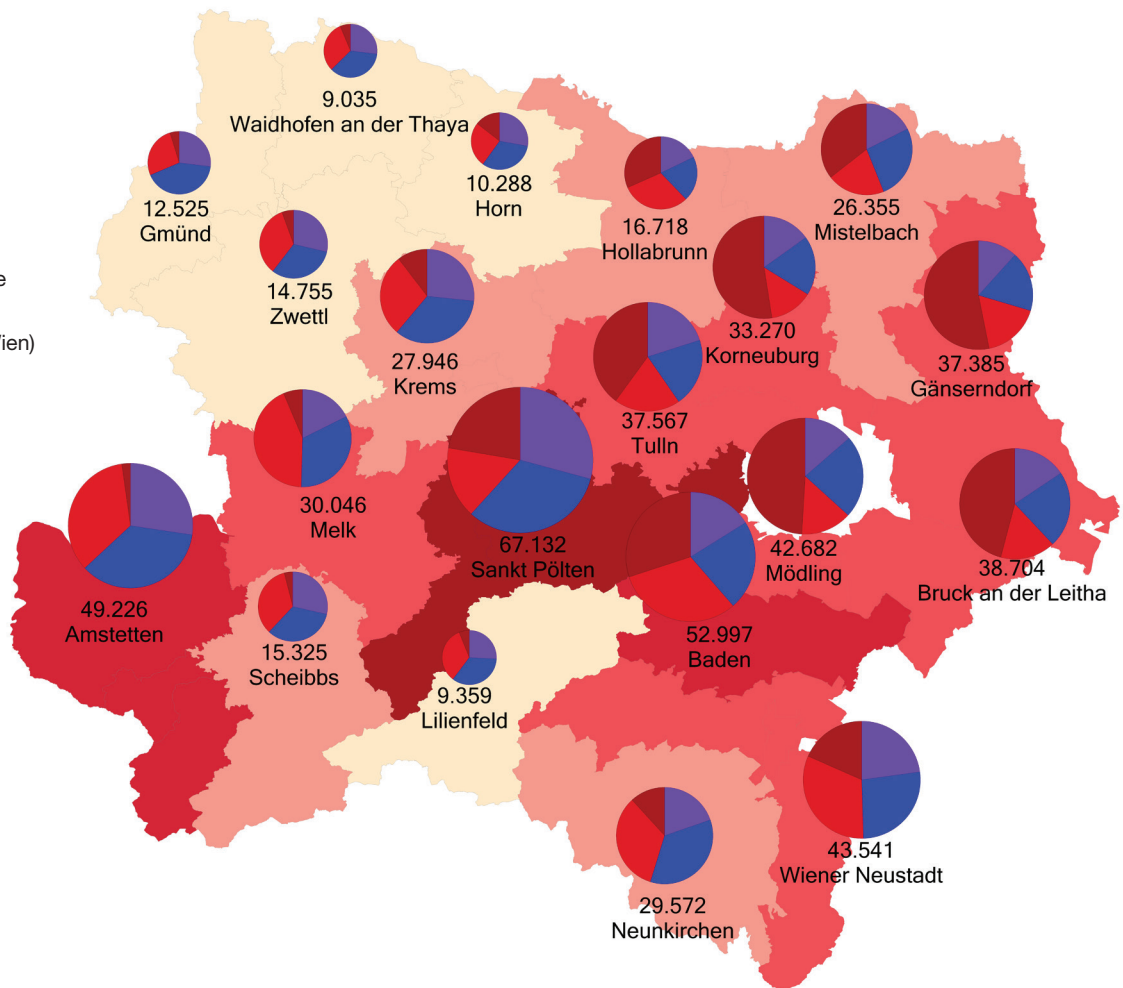 9.035
Waidhofen an der Thaya
10.288
Horn
12.525
Gmünd
16.718
Hollabrunn
26.355
Mistelbach
14.755
Zwettl
e
ien)
27.946
Krems
33.270
Korneuburg
37.385
Gänserndorf
37.567
Tulln
30.046
Melk
67.132
Sankt Pölten
42.682
Mödling
38.704
Bruck an der Leitha
49.226
Amstetten
52.997
Baden
15.325
Scheibbs
9.359
Lilienfeld
43.541
Wiener Neustadt
29.572
Neunkirchen